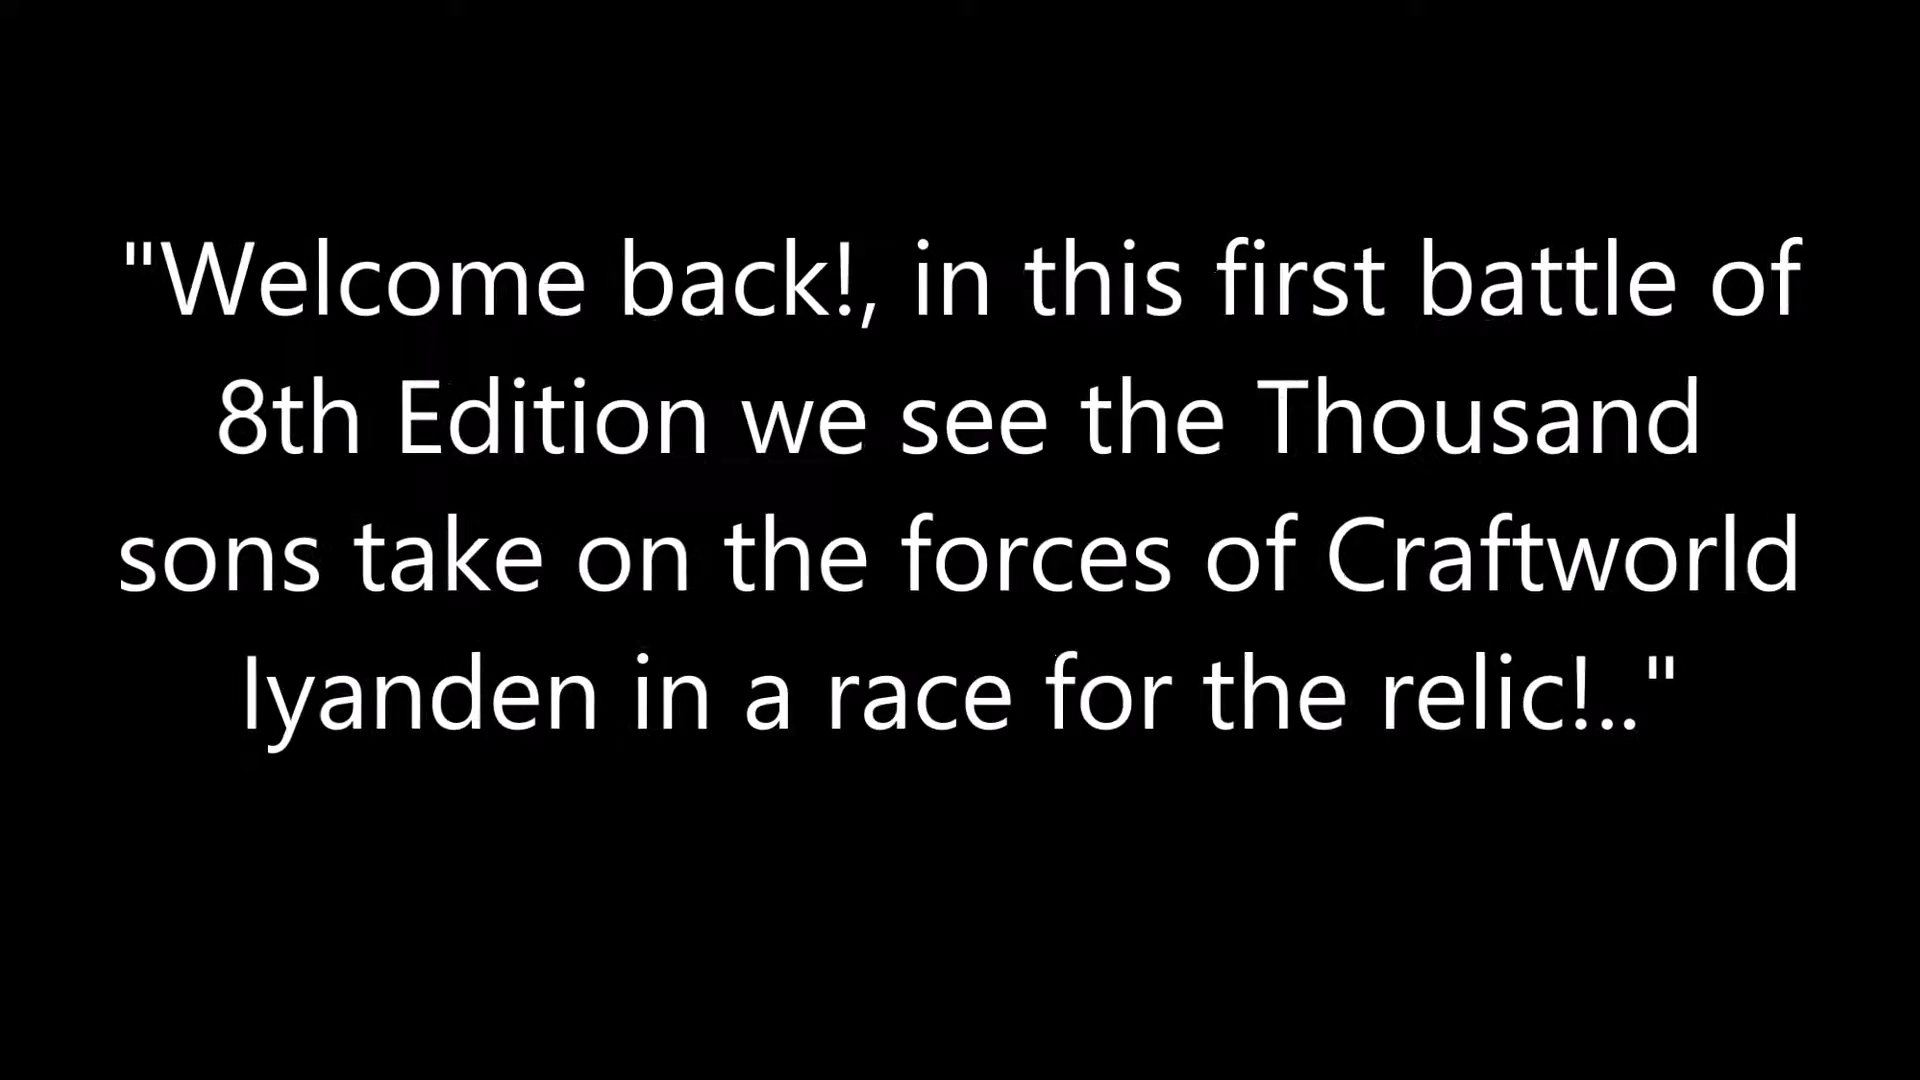 "Welcome back!, in this first battle of
8th Edition we see the Thousand
sons take on the forces of Craftworld
Iyanden in a race for the relic!.."